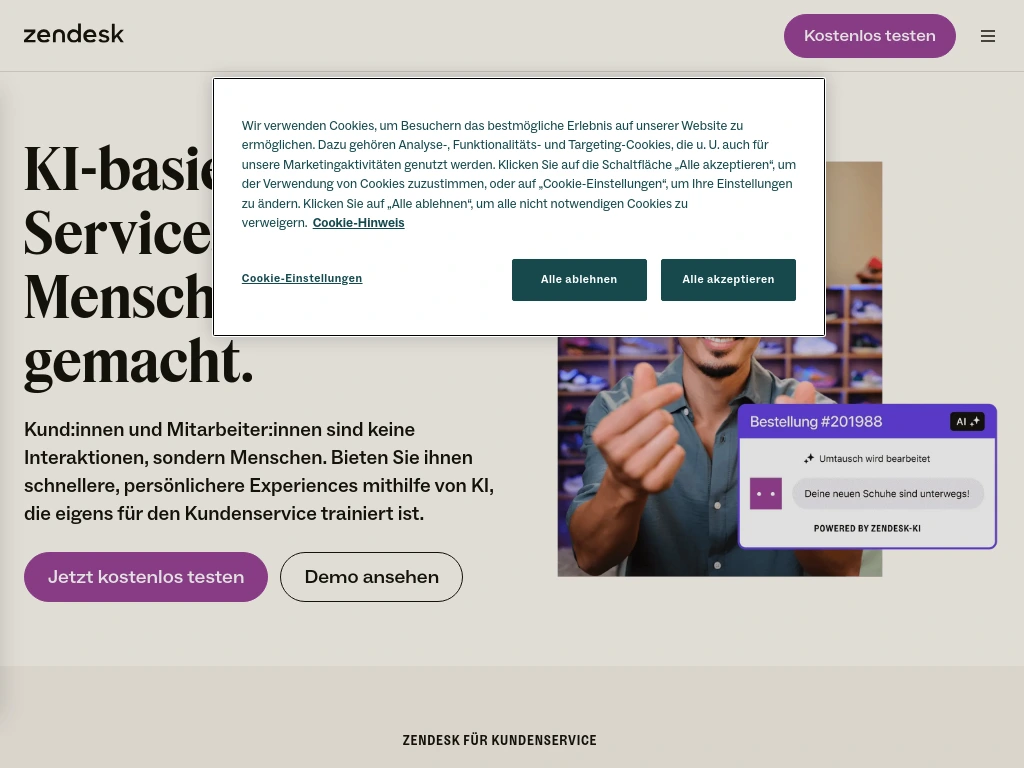 zendesk
Kostenlos testen
Wir verwenden Cookies, um Besuchern das bestmögliche Erlebnis auf unserer Website zu
ermöglichen. Dazu gehören Analyse-, Funktionalitäts- und Targeting-Cookies, die u. U. auch für
unsere Marketingaktivitäten genutzt werden. Klicken Sie auf die Schaltfläche „Alle akzeptieren“, um
der Verwendung von Cookies zuzustimmen, oder auf „Cookie-Einstellungen“, um Ihre Einstellungen
zu ändern. Klicken Sie auf „Alle ablehnen“, um alle nicht notwendigen Cookies zu
verweigern. Cookie-Hinweis
Cookie-Einstellungen
Alle ablehnen
Alle akzeptieren
Service
gemacht.
Kund:innen und Mitarbeiter:innen sind keine
Interaktionen, sondern Menschen. Bieten Sie ihnen
schnellere, persönlichere Experiences mithilfe von KI,
die eigens für den Kundenservice trainiert ist.
Jetzt kostenlos testen
Demo ansehen
Bestellung #201988
AI
Umtausch wird bearbeitet
Deine neuen Schuhe sind unterwegs!
POWERED BY ZENDESK-KI
ZENDESK FÜR KUNDENSERVICE